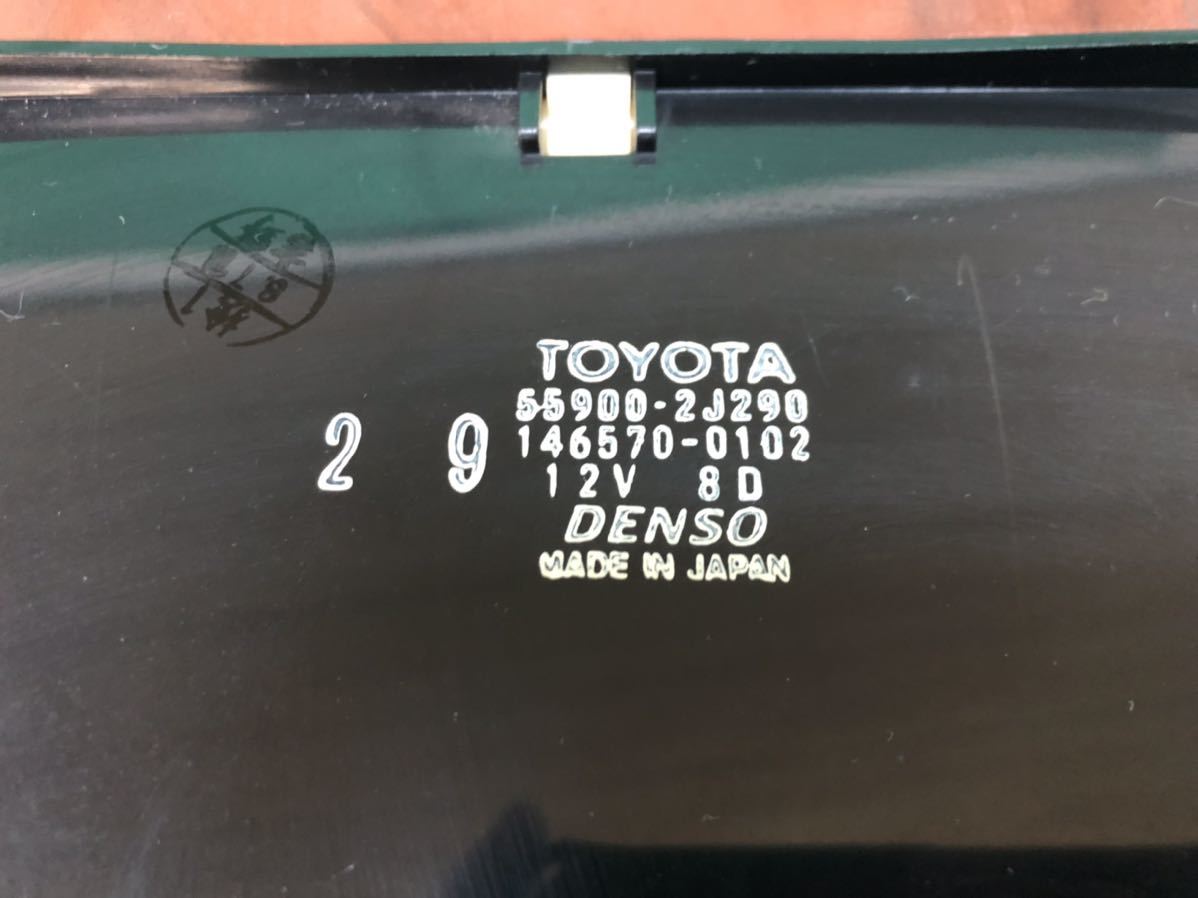 TOYOTA
55900-2J290
2 9
146570-0102
12V 8D
DENSO
MADE IN JAPAN